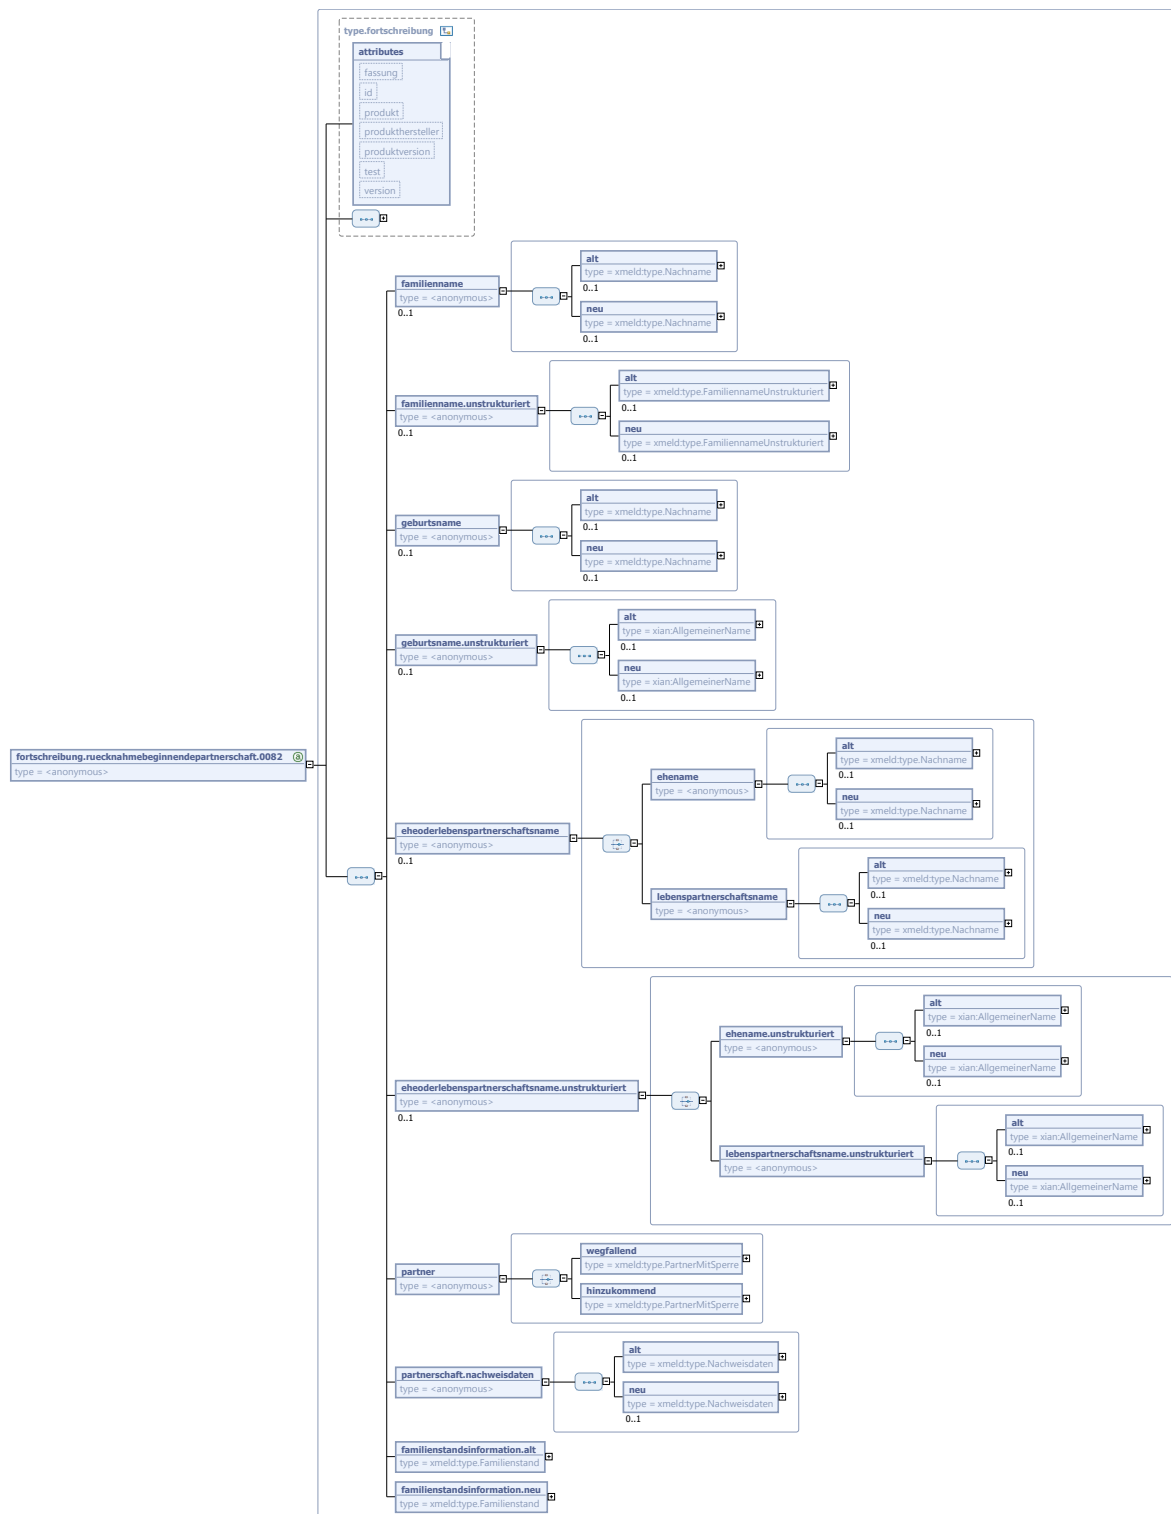 type.fortschreibung
attributes
fassung
id
produkt
produkthersteller
produktversion
test
version
familienname
type = <anonymous>
0..1
alt
type = xmeld:type.Nachname
0..1
neu
type = xmeld:type.Nachname
0..1
familienname.unstrukturiert
type = <anonymous>
0..1
alt
type = xmeld:type.FamiliennameUnstrukturiert
0..1
neu
type = xmeld:type.FamiliennameUnstrukturiert
0..1
geburtsname
type = <anonymous>
0..1
alt
type = xmeld:type.Nachname
0..1
neu
type = xmeld:type.Nachname
0..1
geburtsname.unstrukturiert
type = <anonymous>
0..1
alt
type = xian:AllgemeinerName
0..1
neu
type = xian:AllgemeinerName
0..1
fortschreibung.ruecknahmebeginnendepartnerschaft.0082 a
type = <anonymous>
eheoderlebenspartnerschaftsname
type = <anonymous>
0..1
ehename
type = <anonymous>
alt
type = xmeld:type.Nachname
0..1
neu
type = xmeld:type.Nachname
0..1
lebenspartnerschaftsname
type = <anonymous>
alt
type = xmeld:type.Nachname
0..1
neu
type = xmeld:type.Nachname
0..1
eheoderlebenspartnerschaftsname.unstrukturiert
type = <anonymous>
0..1
ehename.unstrukturiert
type = <anonymous>
alt
type = xian:AllgemeinerName
0..1
neu
type = xian:AllgemeinerName
0..1
lebenspartnerschaftsname.unstrukturiert
type = <anonymous>
alt
type = xian:AllgemeinerName
0..1
neu
type = xian:AllgemeinerName
0..1
partner
type = <anonymous>
wegfallend
type = xmeld:type.PartnerMitSperre
hinzukommend
type = xmeld:type.PartnerMitSperre
partnerschaft.nachweisdaten
type = <anonymous>
alt
type = xmeld:type.Nachweisdaten
neu
type = xmeld:type.Nachweisdaten
0..1
familienstandsinformation.alt
type = xmeld:type.Familienstand
familienstandsinformation.neu
type = xmeld:type.Familienstand